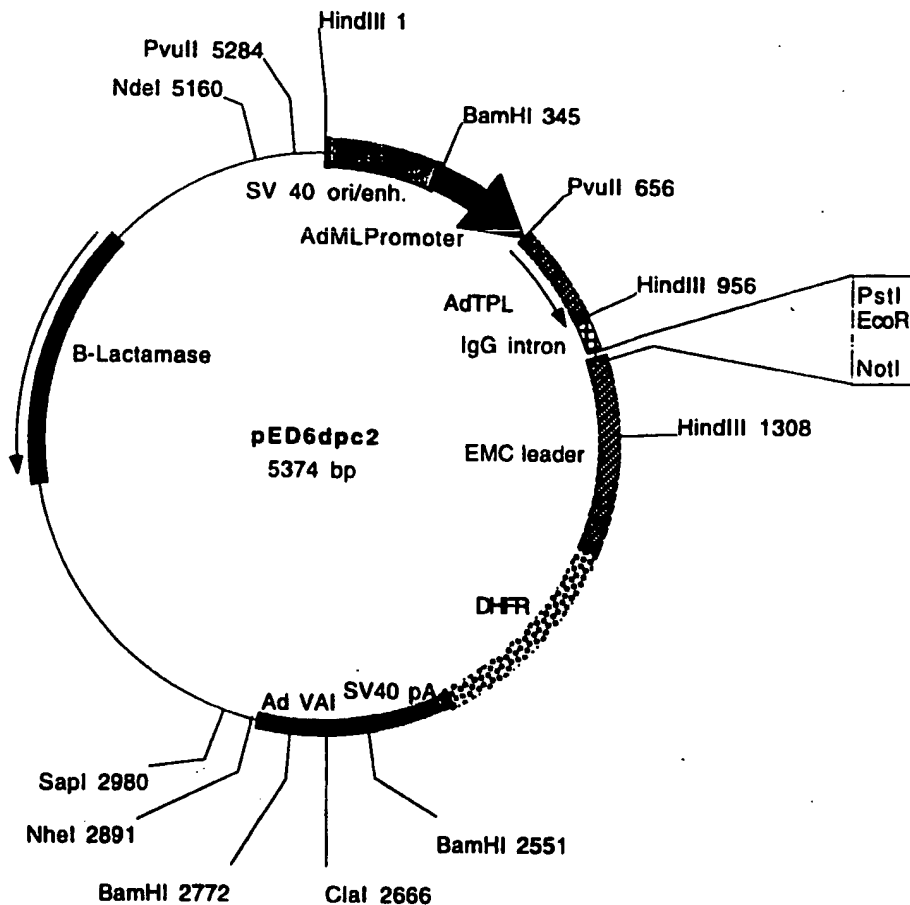 HindIII 1
PvuII 5284
NdeI 5160
BamHI 345
SV 40 ori/enh.
PvuII 656
AdMLPromoter
HindIII 956
AdTPL
PstI
EcoR
IgG intron
B-Lactamase
NotI
pED6dpc2
5374 bp
EMC leader
HindIII 1308
DHFR
SV40 pA
Ad VAI
SapI 2980
NheI 2891
BamHI 2551
BamHI 2772
ClaI 2666